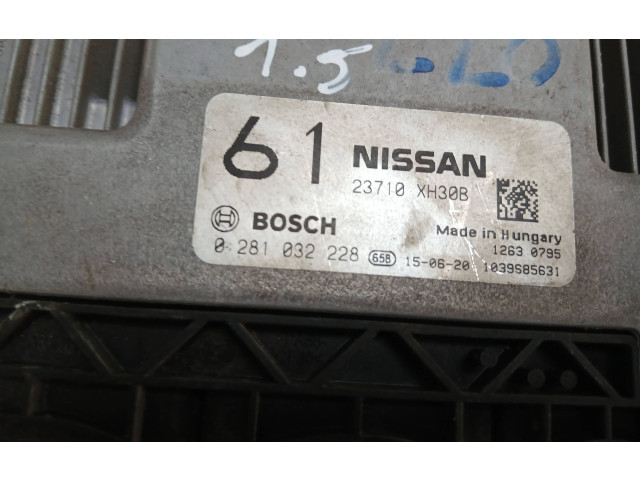 1.5
61 NISSAN
23710 XH30B
BOSCH
Made in Hungary
1263 0795
0 281 032 228 65B 15-06-20 1039S85631